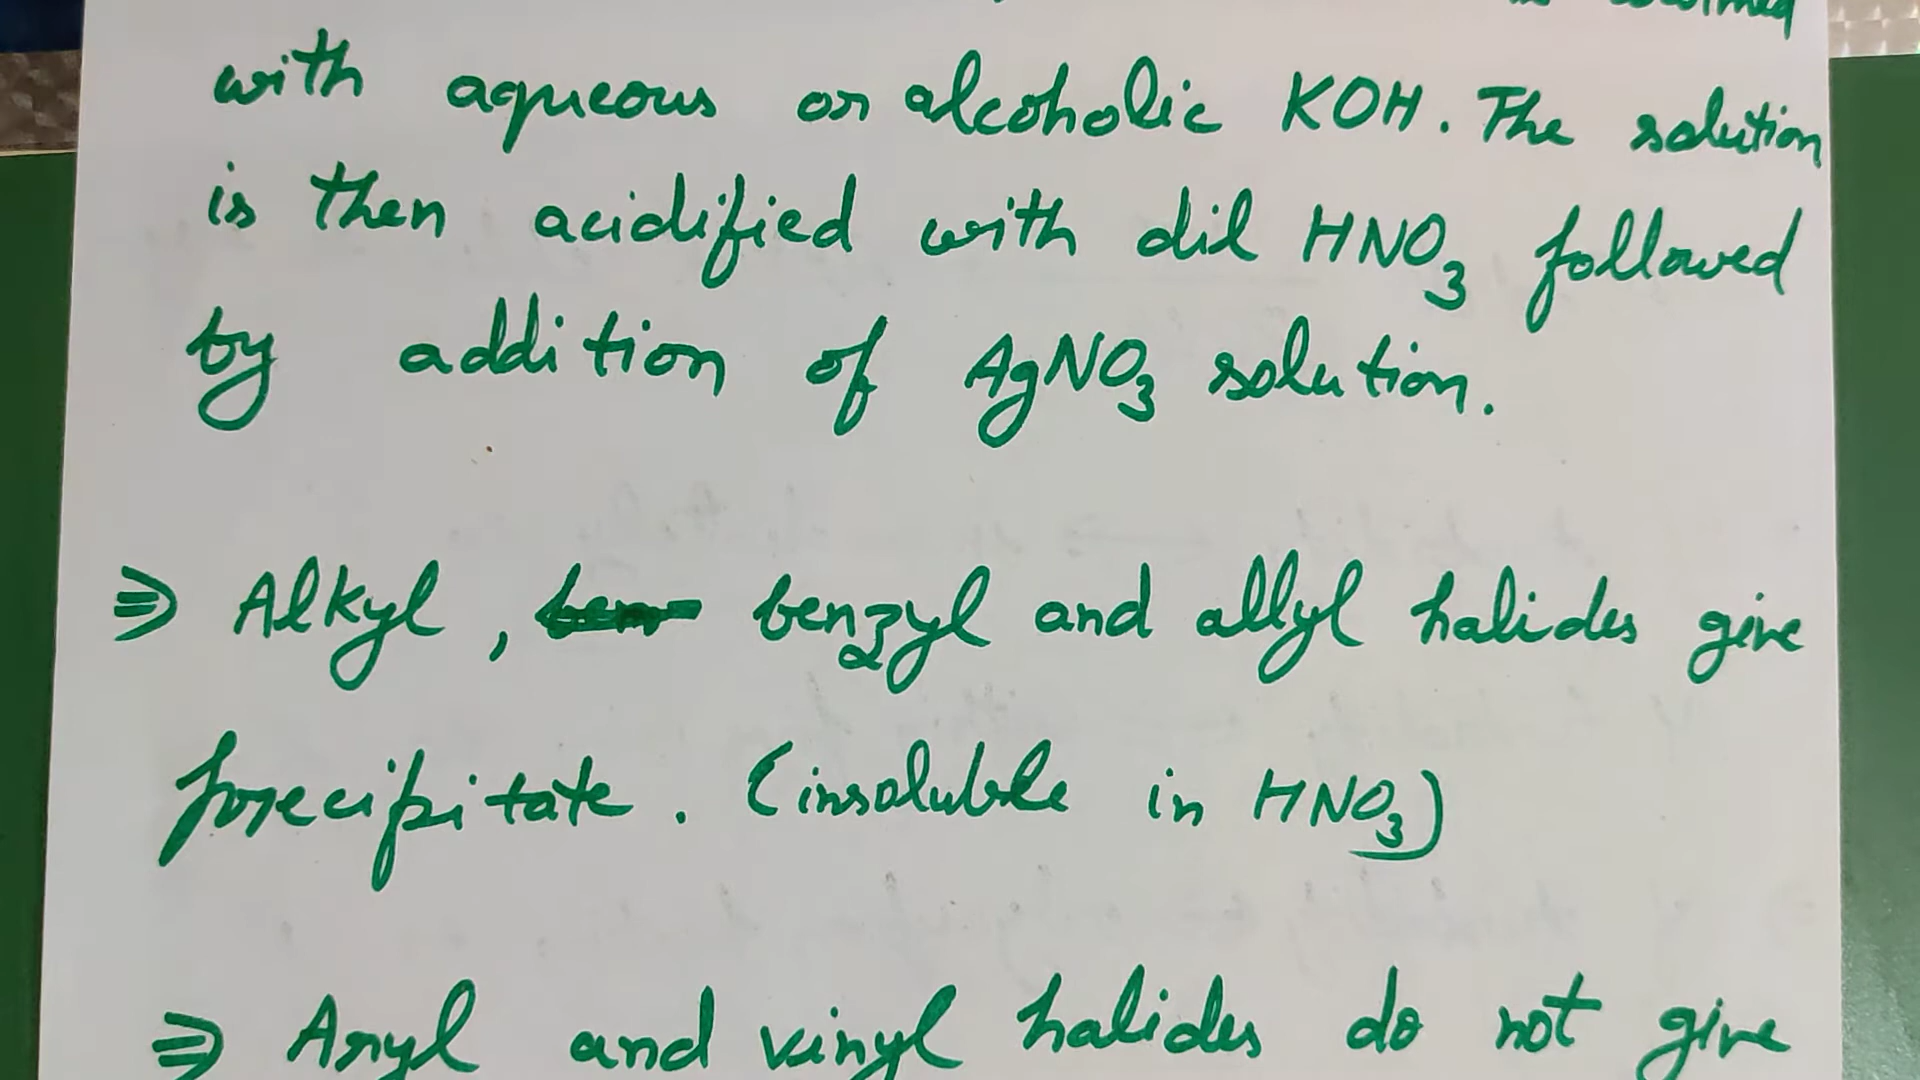 with aqueous or alcoholic KOH. The solution
is then acidified with dil HNO₃ followed
by addition of AgNO₃ solution.
⇒ Alkyl, benzyl and allyl halides give
precipitate. (insoluble in HNO₃)
⇒ Aryl and vinyl halides do not give